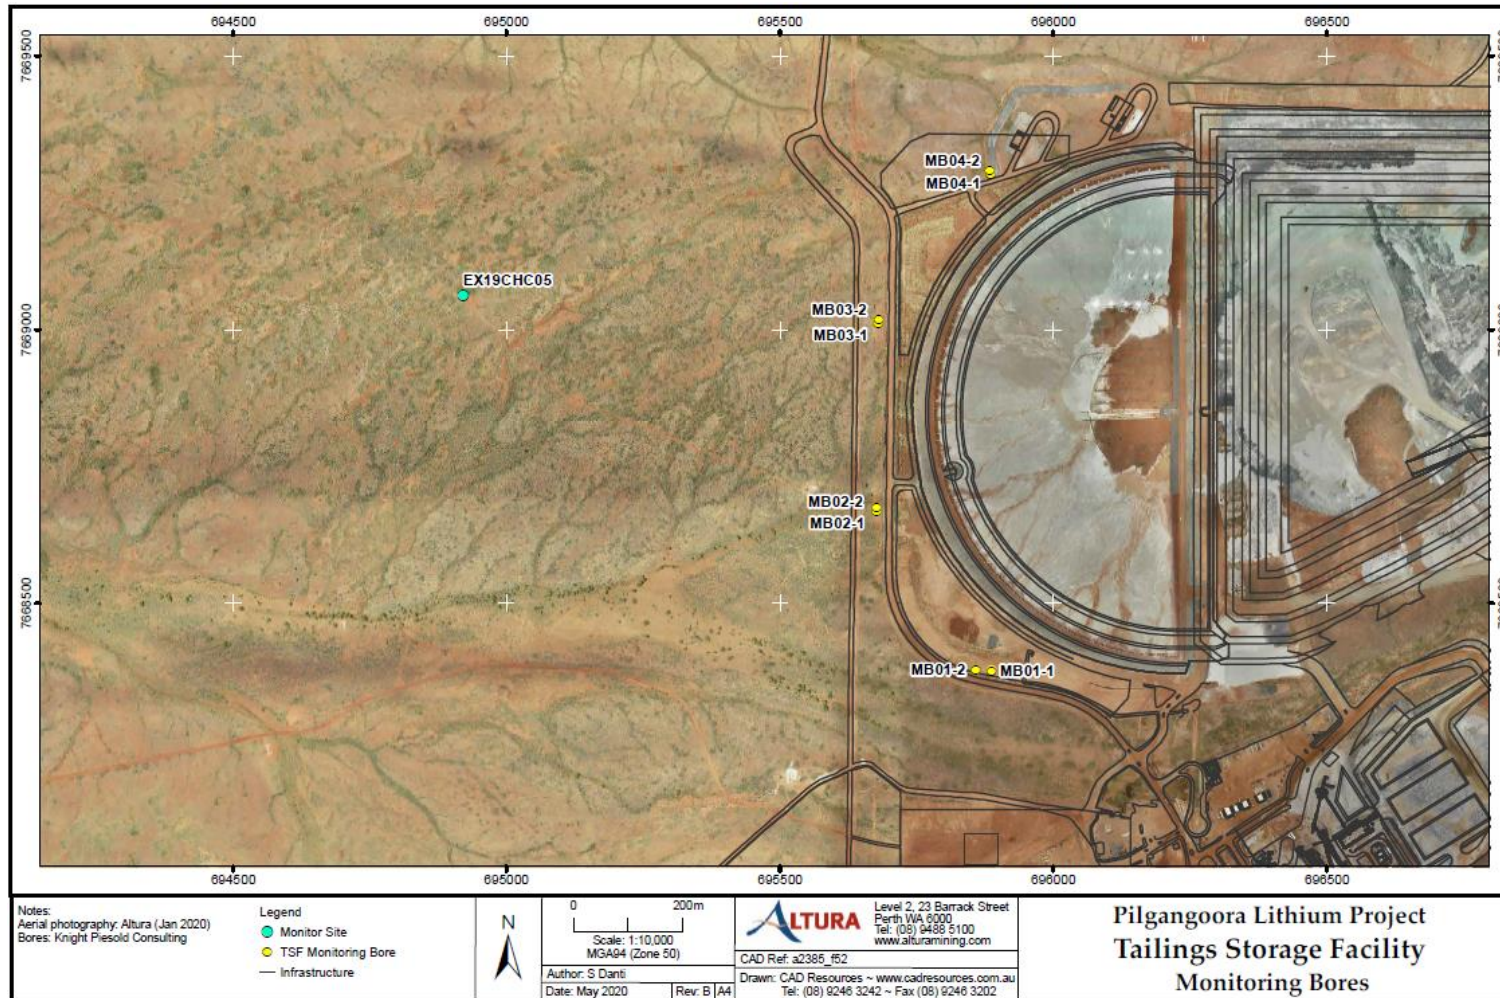 694500 695000 695500 696000 696500
7669500
MB04-2
MB04-1
EX19CHC05
MB03-2
MB03-1
7669000
MB02-2
MB02-1
7668500
MB01-2 MB01-1
694500 695000 695500 696000 696500
Notes:
Aerial photography: Altura (Jan 2020)
Bores: Knight Piesold Consulting
Legend
Monitor Site
TSF Monitoring Bore
Infrastructure
N
0 200m
Scale: 1:10,000
MGA94 (Zone 50)
Author: S Danti
Date: May 2020 Rev: B A4
ALTURA
Level 2, 23 Barrack Street
Perth WA 6000
Tel: (08) 9488 5100
www.alturamining.com
CAD Ref: a2385_f52
Drawn: CAD Resources ~ www.cadresources.com.au
Tel: (08) 9246 3242 ~ Fax (08) 9246 3202
Pilgangoora Lithium Project
Tailings Storage Facility
Monitoring Bores